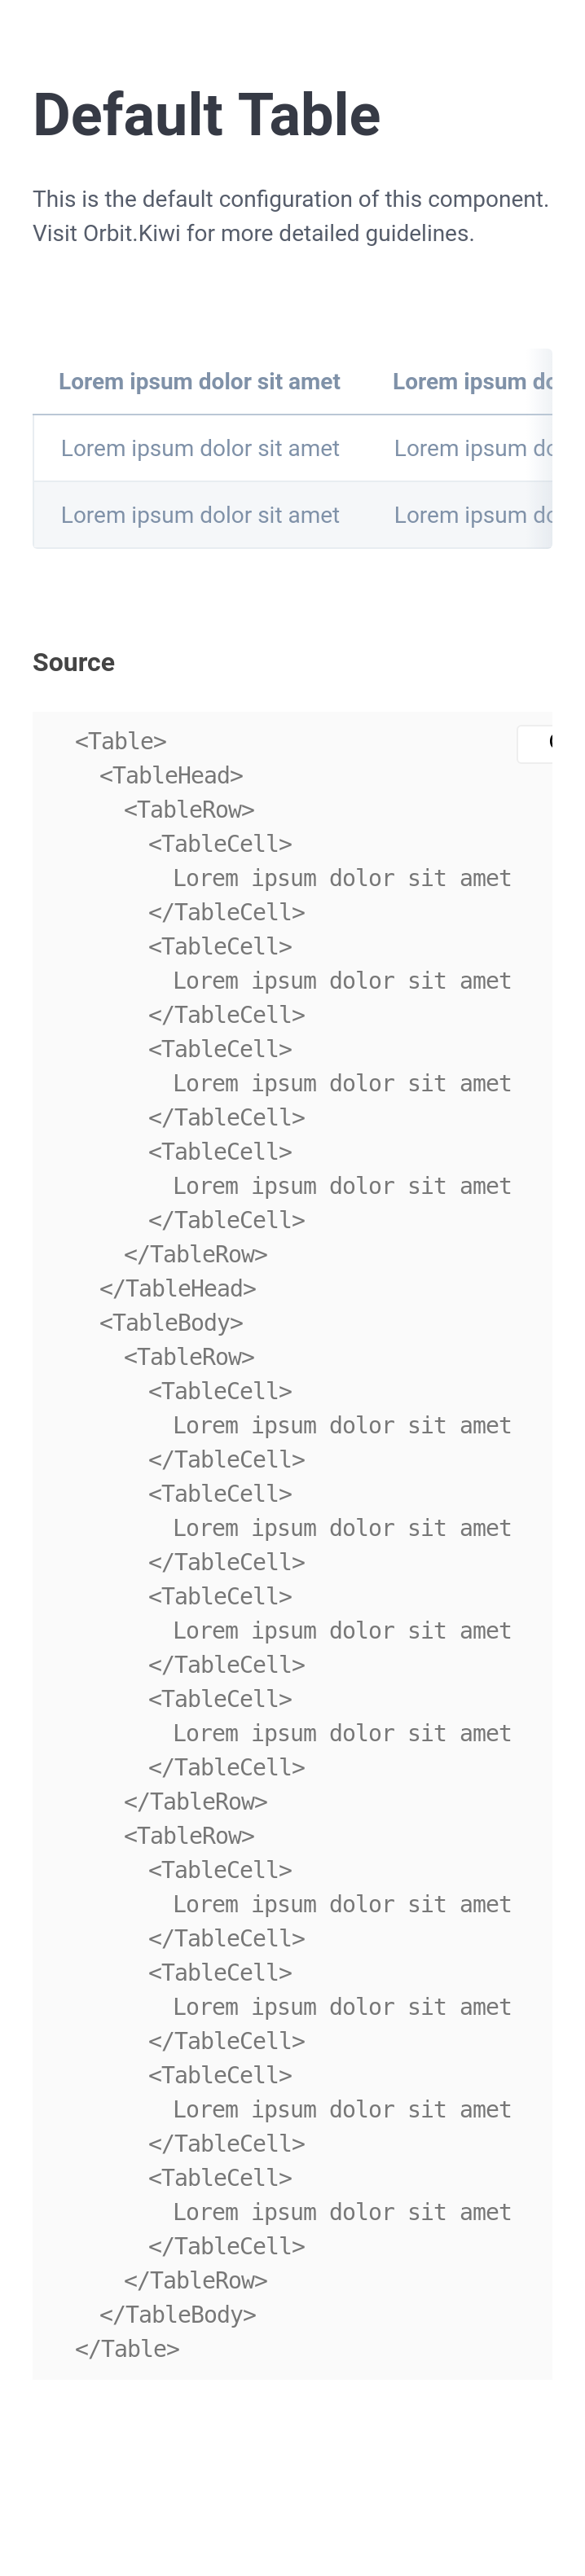 Default Table
This is the default configuration of this component.
Visit Orbit.Kiwi for more detailed guidelines.
Lorem ipsum dolor sit amet Lorem ipsum
Lorem ipsum dolor sit amet Lorem ipsum
Lorem ipsum dolor sit amet Lorem ipsum
Source
<Table>
<TableHead>
<TableRow>
<TableCell>
Lorem ipsum dolor sit amet
</TableCell>
<TableCell>
Lorem ipsum dolor sit amet
</TableCell>
<TableCell>
Lorem ipsum dolor sit amet
</TableCell>
<TableCell>
Lorem ipsum dolor sit amet
</TableCell>
</TableRow>
</TableHead>
<TableBody>
<TableRow>
<TableCell>
Lorem ipsum dolor sit amet
</TableCell>
<TableCell>
Lorem ipsum dolor sit amet
</TableCell>
<TableCell>
Lorem ipsum dolor sit amet
</TableCell>
<TableCell>
Lorem ipsum dolor sit amet
</TableCell>
</TableRow>
<TableRow>
<TableCell>
Lorem ipsum dolor sit amet
</TableCell>
<TableCell>
Lorem ipsum dolor sit amet
</TableCell>
<TableCell>
Lorem ipsum dolor sit amet
</TableCell>
<TableCell>
Lorem ipsum dolor sit amet
</TableCell>
</TableRow>
</TableBody>
</Table>